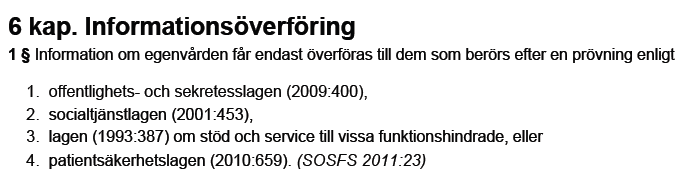 6 kap. Informationsöverföring
1 § Information om egenvården får endast överföras till dem som berörs efter en prövning enligt
1. offentlighets- och sekretesslagen (2009:400),
2. socialtjänstlagen (2001:453),
3. lagen (1993:387) om stöd och service till vissa funktionshindrade, eller
4. patientsäkerhetslagen (2010:659). (SOSFS 2011:23)